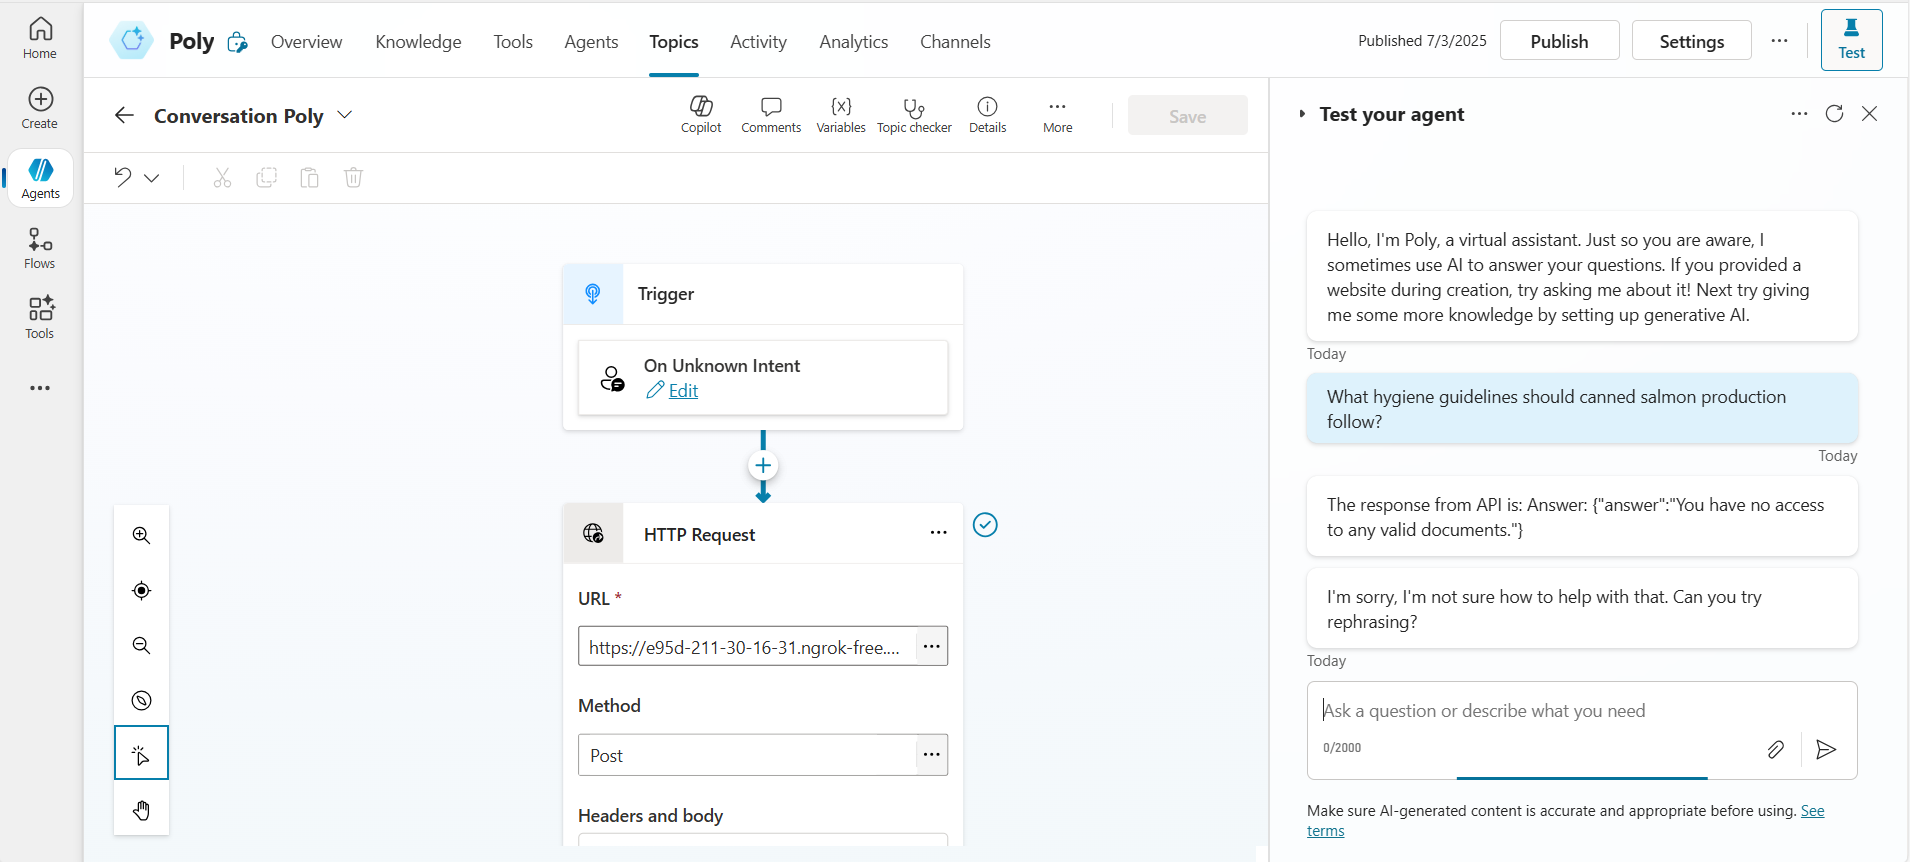 Home
Create
Agents
Flows
Tools
Poly
Overview
Knowledge
Tools
Agents
Topics
Activity
Analytics
Channels
Published 7/3/2025
Publish
Settings
Test
Conversation Poly
Copilot
Comments
{x}
Variables
Topic checker
Details
More
Save
Trigger
On Unknown Intent
Edit
HTTP Request
URL *
https://e95d-211-30-16-31.ngrok-free....
Method
Post
Headers and body
Test your agent
Hello, I'm Poly, a virtual assistant. Just so you are aware, I
sometimes use AI to answer your questions. If you provided a
website during creation, try asking me about it! Next try giving
me some more knowledge by setting up generative AI.
Today
What hygiene guidelines should canned salmon production
follow?
Today
The response from API is: Answer: {"answer":"You have no access
to any valid documents."}
I'm sorry, I'm not sure how to help with that. Can you try
rephrasing?
Today
Ask a question or describe what you need
0/2000
Make sure AI-generated content is accurate and appropriate before using. See
terms